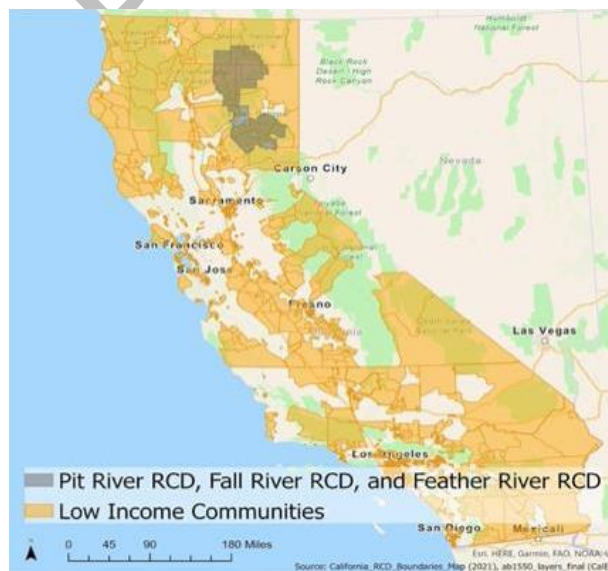 Humboldt
National Forest
Black Rock
Desert - High
Rock Canyon
Nevada
Carson City
Sacramento
San Francisco
San Jose
Fresno
Las Vegas
Los Angeles
Pit River RCD, Fall River RCD, and Feather River RCD
Low Income Communities
San Diego
Mexicali
0 45 90 180 Miles
Esri, HERE, Garmin, FAO, NOAA,
Source: California_RCD_Boundaries_Map (2021), ab1550_layers_final (Cal